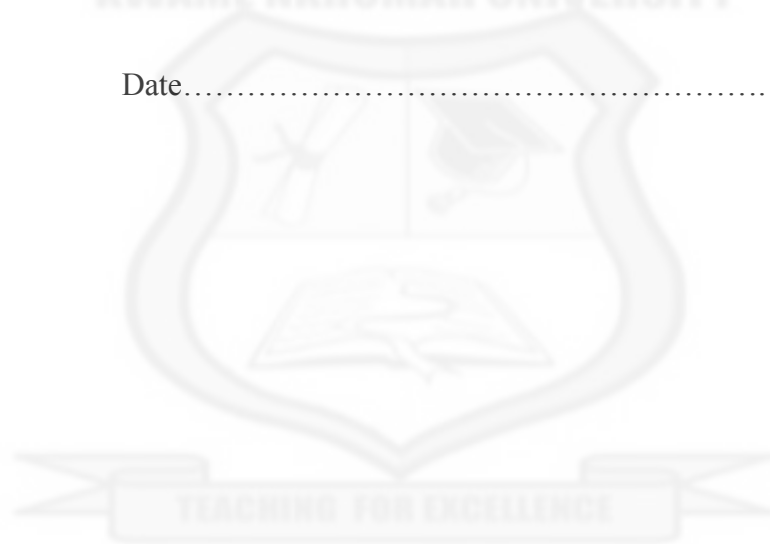 Date……………………………………………….
TEACHING FOR EXCELLENCE